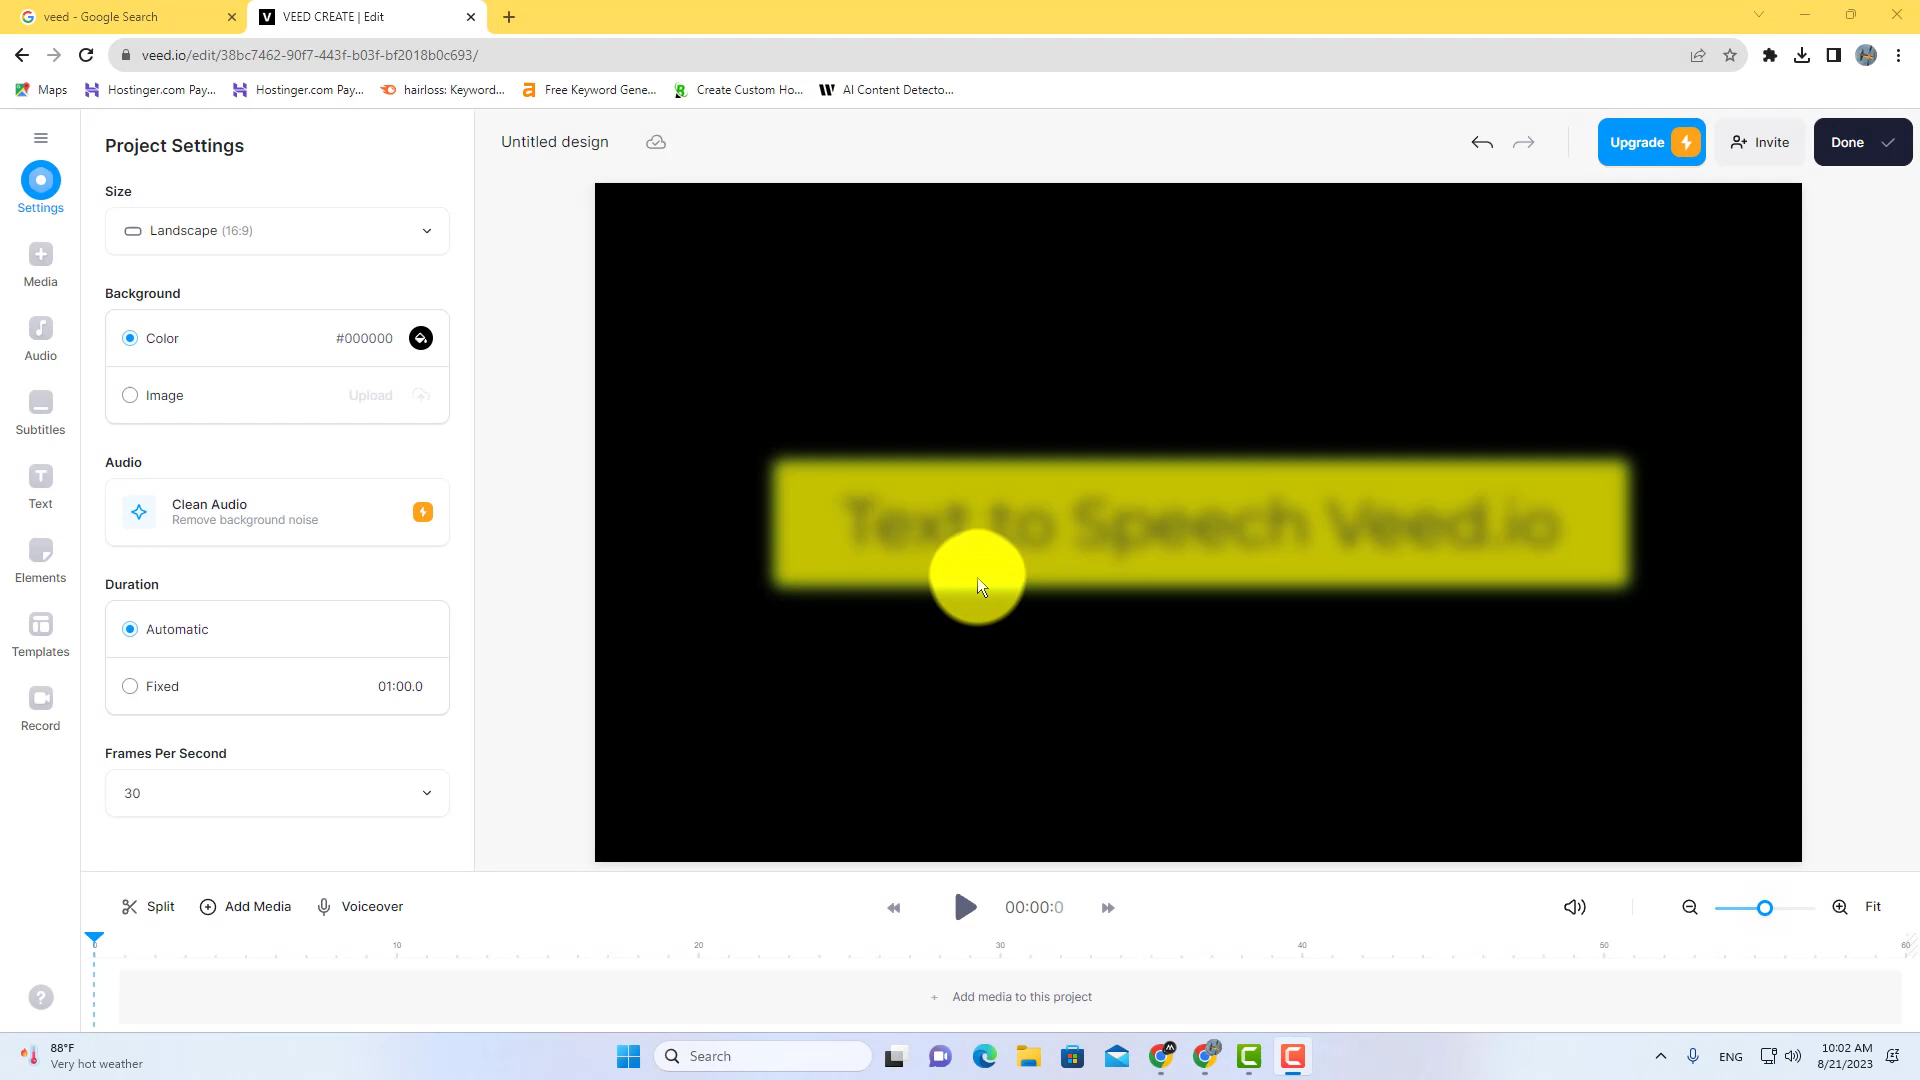 veed - Google Search
VEED CREATE | Edit
veed.io/edit/38bc7462-90f7-443f-b03f-bf2018b0c693/
Maps
Hostinger.com Pay...
Hostinger.com Pay...
hairloss: Keyword...
Free Keyword Gene...
Create Custom Ho...
AI Content Detecto...
Project Settings
Untitled design
Upgrade
Invite
Done
Settings
Size
Landscape (16:9)
Media
Background
Color
#000000
Image
Upload
Audio
Audio
Clean Audio
Remove background noise
Subtitles
Text
Text to Speech Veed.io
Elements
Duration
Automatic
Fixed
01:00.0
Templates
Record
Frames Per Second
30
Split
Add Media
Voiceover
00:00:0
Fit
0
10
20
30
40
50
60
+ Add media to this project
88°F
Very hot weather
Search
ENG
10:02 AM
8/21/2023